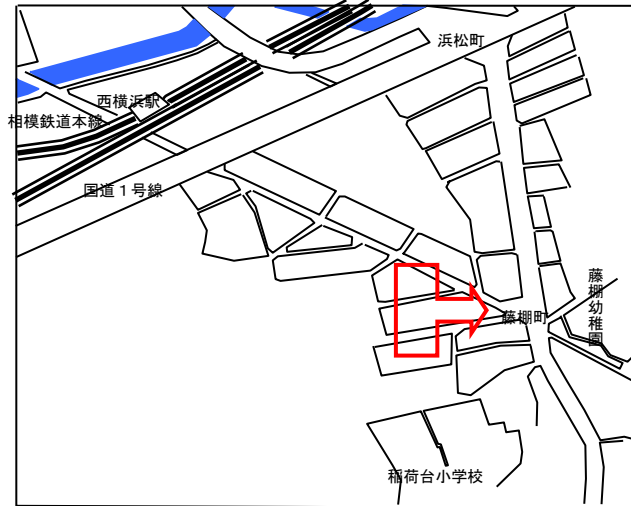 浜松町
西横浜駅
相模鉄道本線
国道１号線
藤棚幼稚園
藤棚町
稲荷台小学校